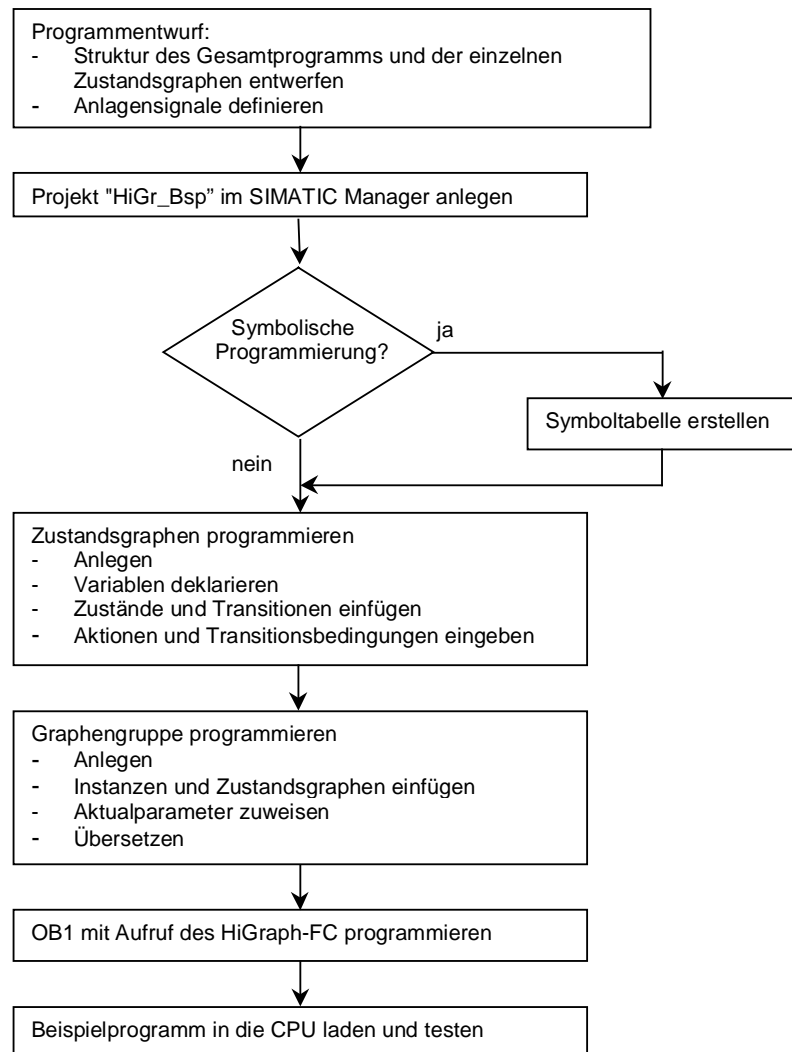 Programmentwurf:
- Struktur des Gesamtprogramms und der einzelnen
Zustandsgraphen entwerfen
- Anlagensignale definieren
Projekt "HiGr_Bsp” im SIMATIC Manager anlegen
Symbolische
Programmierung?
ja
Symboltabelle erstellen
nein
Zustandsgraphen programmieren
- Anlegen
- Variablen deklarieren
- Zustände und Transitionen einfügen
- Aktionen und Transitionsbedingungen eingeben
Graphengruppe programmieren
- Anlegen
- Instanzen und Zustandsgraphen einfügen
- Aktualparameter zuweisen
- Übersetzen
OB1 mit Aufruf des HiGraph-FC programmieren
Beispielprogramm in die CPU laden und testen